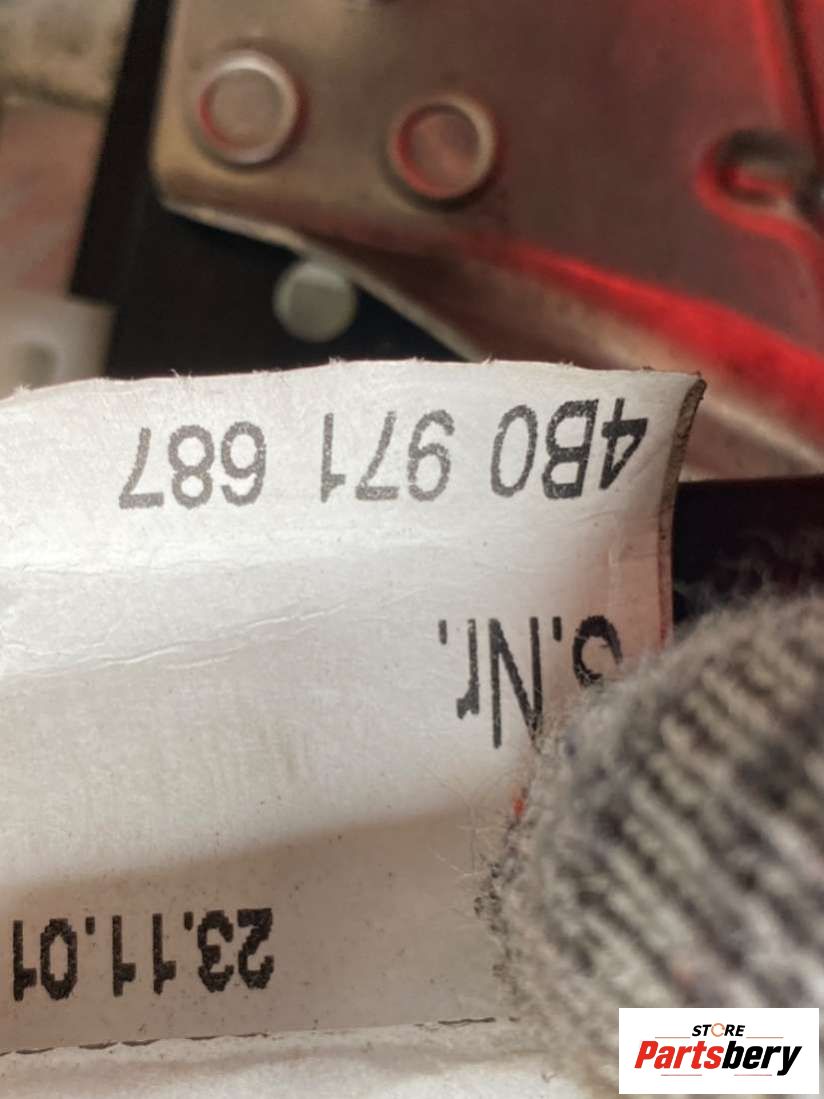 4B0 971 687
S.Nr.
23.11.01
STORE
Partsbery